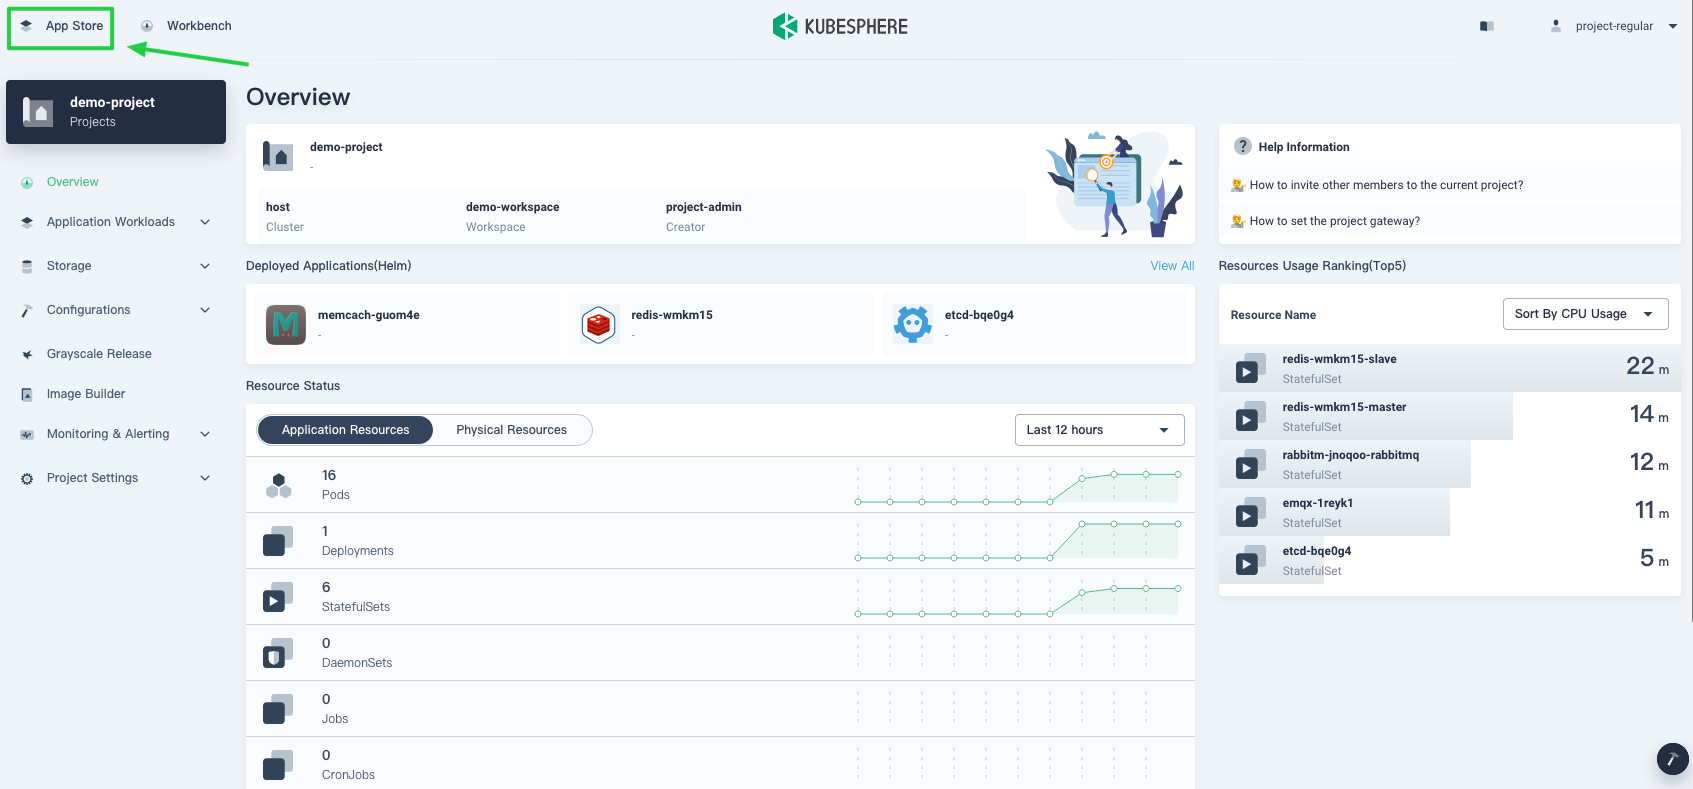 App Store
Workbench
KUBESPHERE
project-regular
demo-project
Projects
Overview
Application Workloads
Storage
Configurations
Grayscale Release
Image Builder
Monitoring & Alerting
Project Settings
Overview
demo-project
-
host
Cluster
demo-workspace
Workspace
project-admin
Creator
Deployed Applications(Helm)
View All
memcach-guom4e
-
redis-wmkm15
-
etcd-bqe0g4
-
Resource Status
Application Resources
Physical Resources
Last 12 hours
16
Pods
1
Deployments
6
StatefulSets
0
DaemonSets
0
Jobs
0
CronJobs
? Help Information
How to invite other members to the current project?
How to set the project gateway?
Resources Usage Ranking(Top5)
Resource Name
Sort By CPU Usage
redis-wmkm15-slave
StatefulSet
22 m
redis-wmkm15-master
StatefulSet
14 m
rabbitm-jnoqoo-rabbitmq
StatefulSet
12 m
emqx-1reyk1
StatefulSet
11 m
etcd-bqe0g4
StatefulSet
5 m